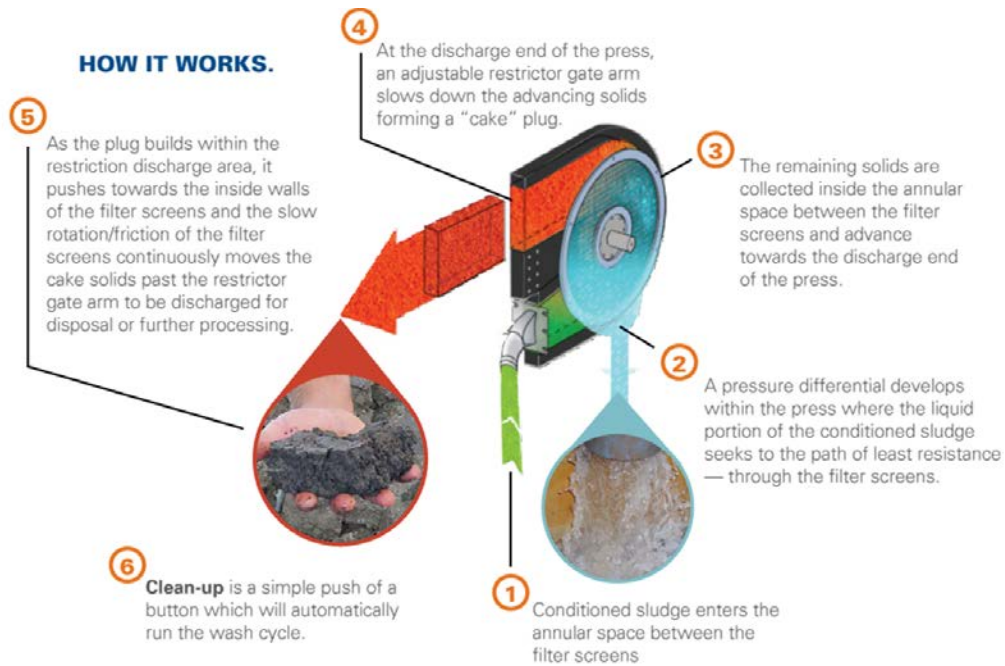 HOW IT WORKS.
1
Conditioned sludge enters the
annular space between the
filter screens
2
A pressure differential develops
within the press where the liquid
portion of the conditioned sludge
seeks to the path of least resistance
— through the filter screens.
3
The remaining solids are
collected inside the annular
space between the filter
screens and advance
towards the discharge end
of the press.
4
At the discharge end of the press,
an adjustable restrictor gate arm
slows down the advancing solids
forming a “cake” plug.
5
As the plug builds within the
restriction discharge area, it
pushes towards the inside walls
of the filter screens and the slow
rotation/friction of the filter
screens continuously moves the
cake solids past the restrictor
gate arm to be discharged for
disposal or further processing.
6
Clean-up is a simple push of a
button which will automatically
run the wash cycle.